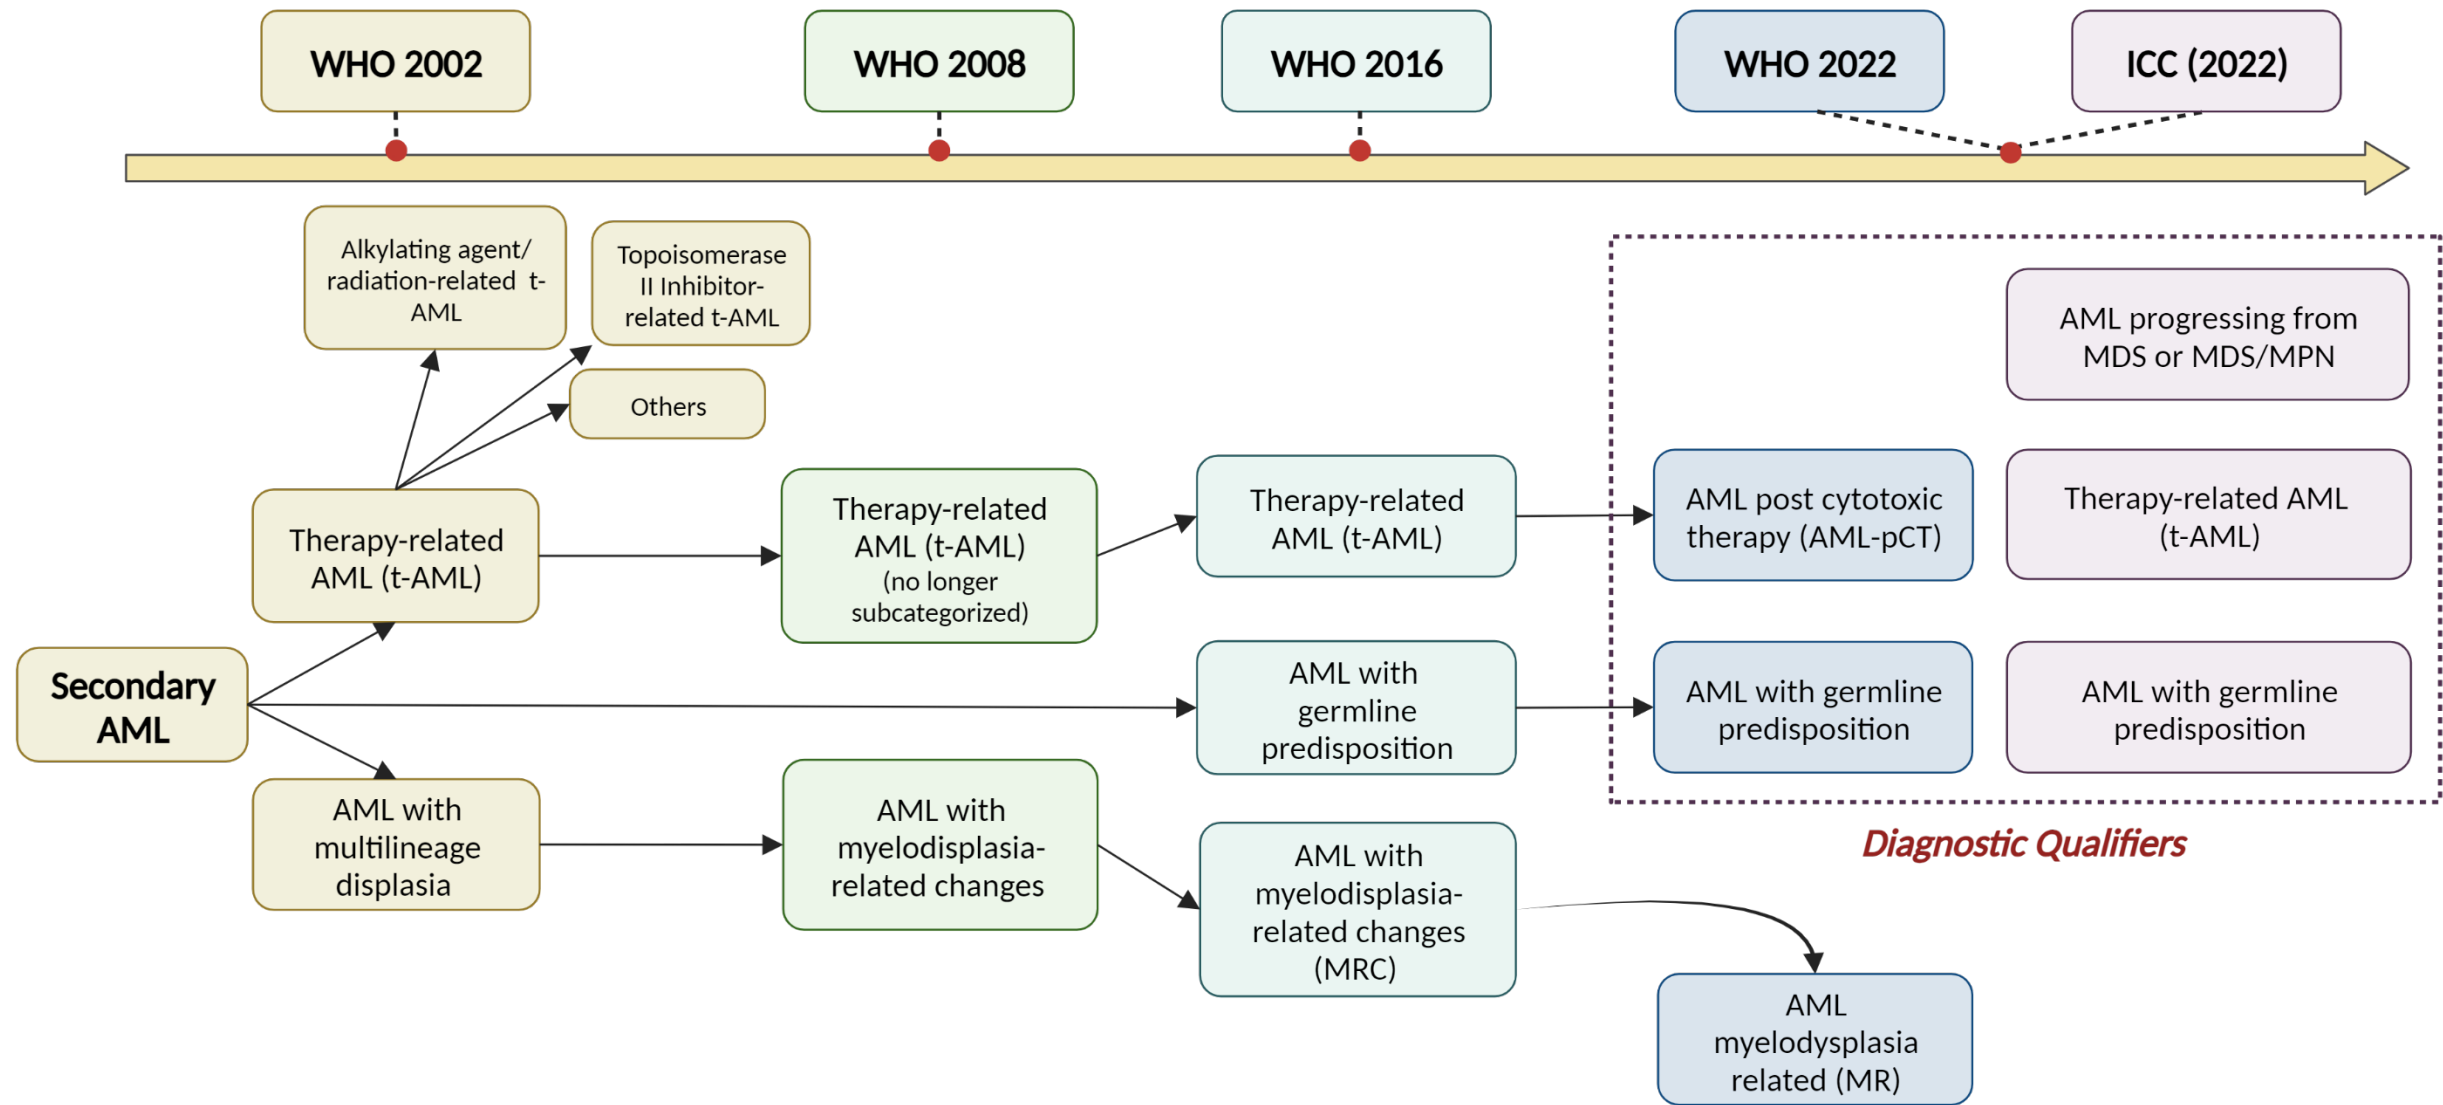 WHO 2002
WHO 2008
WHO 2016
WHO 2022
ICC (2022)
Alkylating agent/
radiation-related t-
AML
Topoisomerase
II Inhibitor-
related t-AML
Others
AML progressing from
MDS or MDS/MPN
Therapy-related
AML (t-AML)
Therapy-related
AML (t-AML)
(no longer
subcategorized)
Therapy-related
AML (t-AML)
AML post cytotoxic
therapy (AML-pCT)
Therapy-related AML
(t-AML)
Secondary
AML
AML with
germline
predisposition
AML with germline
predisposition
AML with germline
predisposition
AML with
multilineage
displasia
AML with
myelodisplasia-
related changes
AML with
myelodisplasia-
related changes
(MRC)
Diagnostic Qualifiers
AML
myelodysplasia
related (MR)